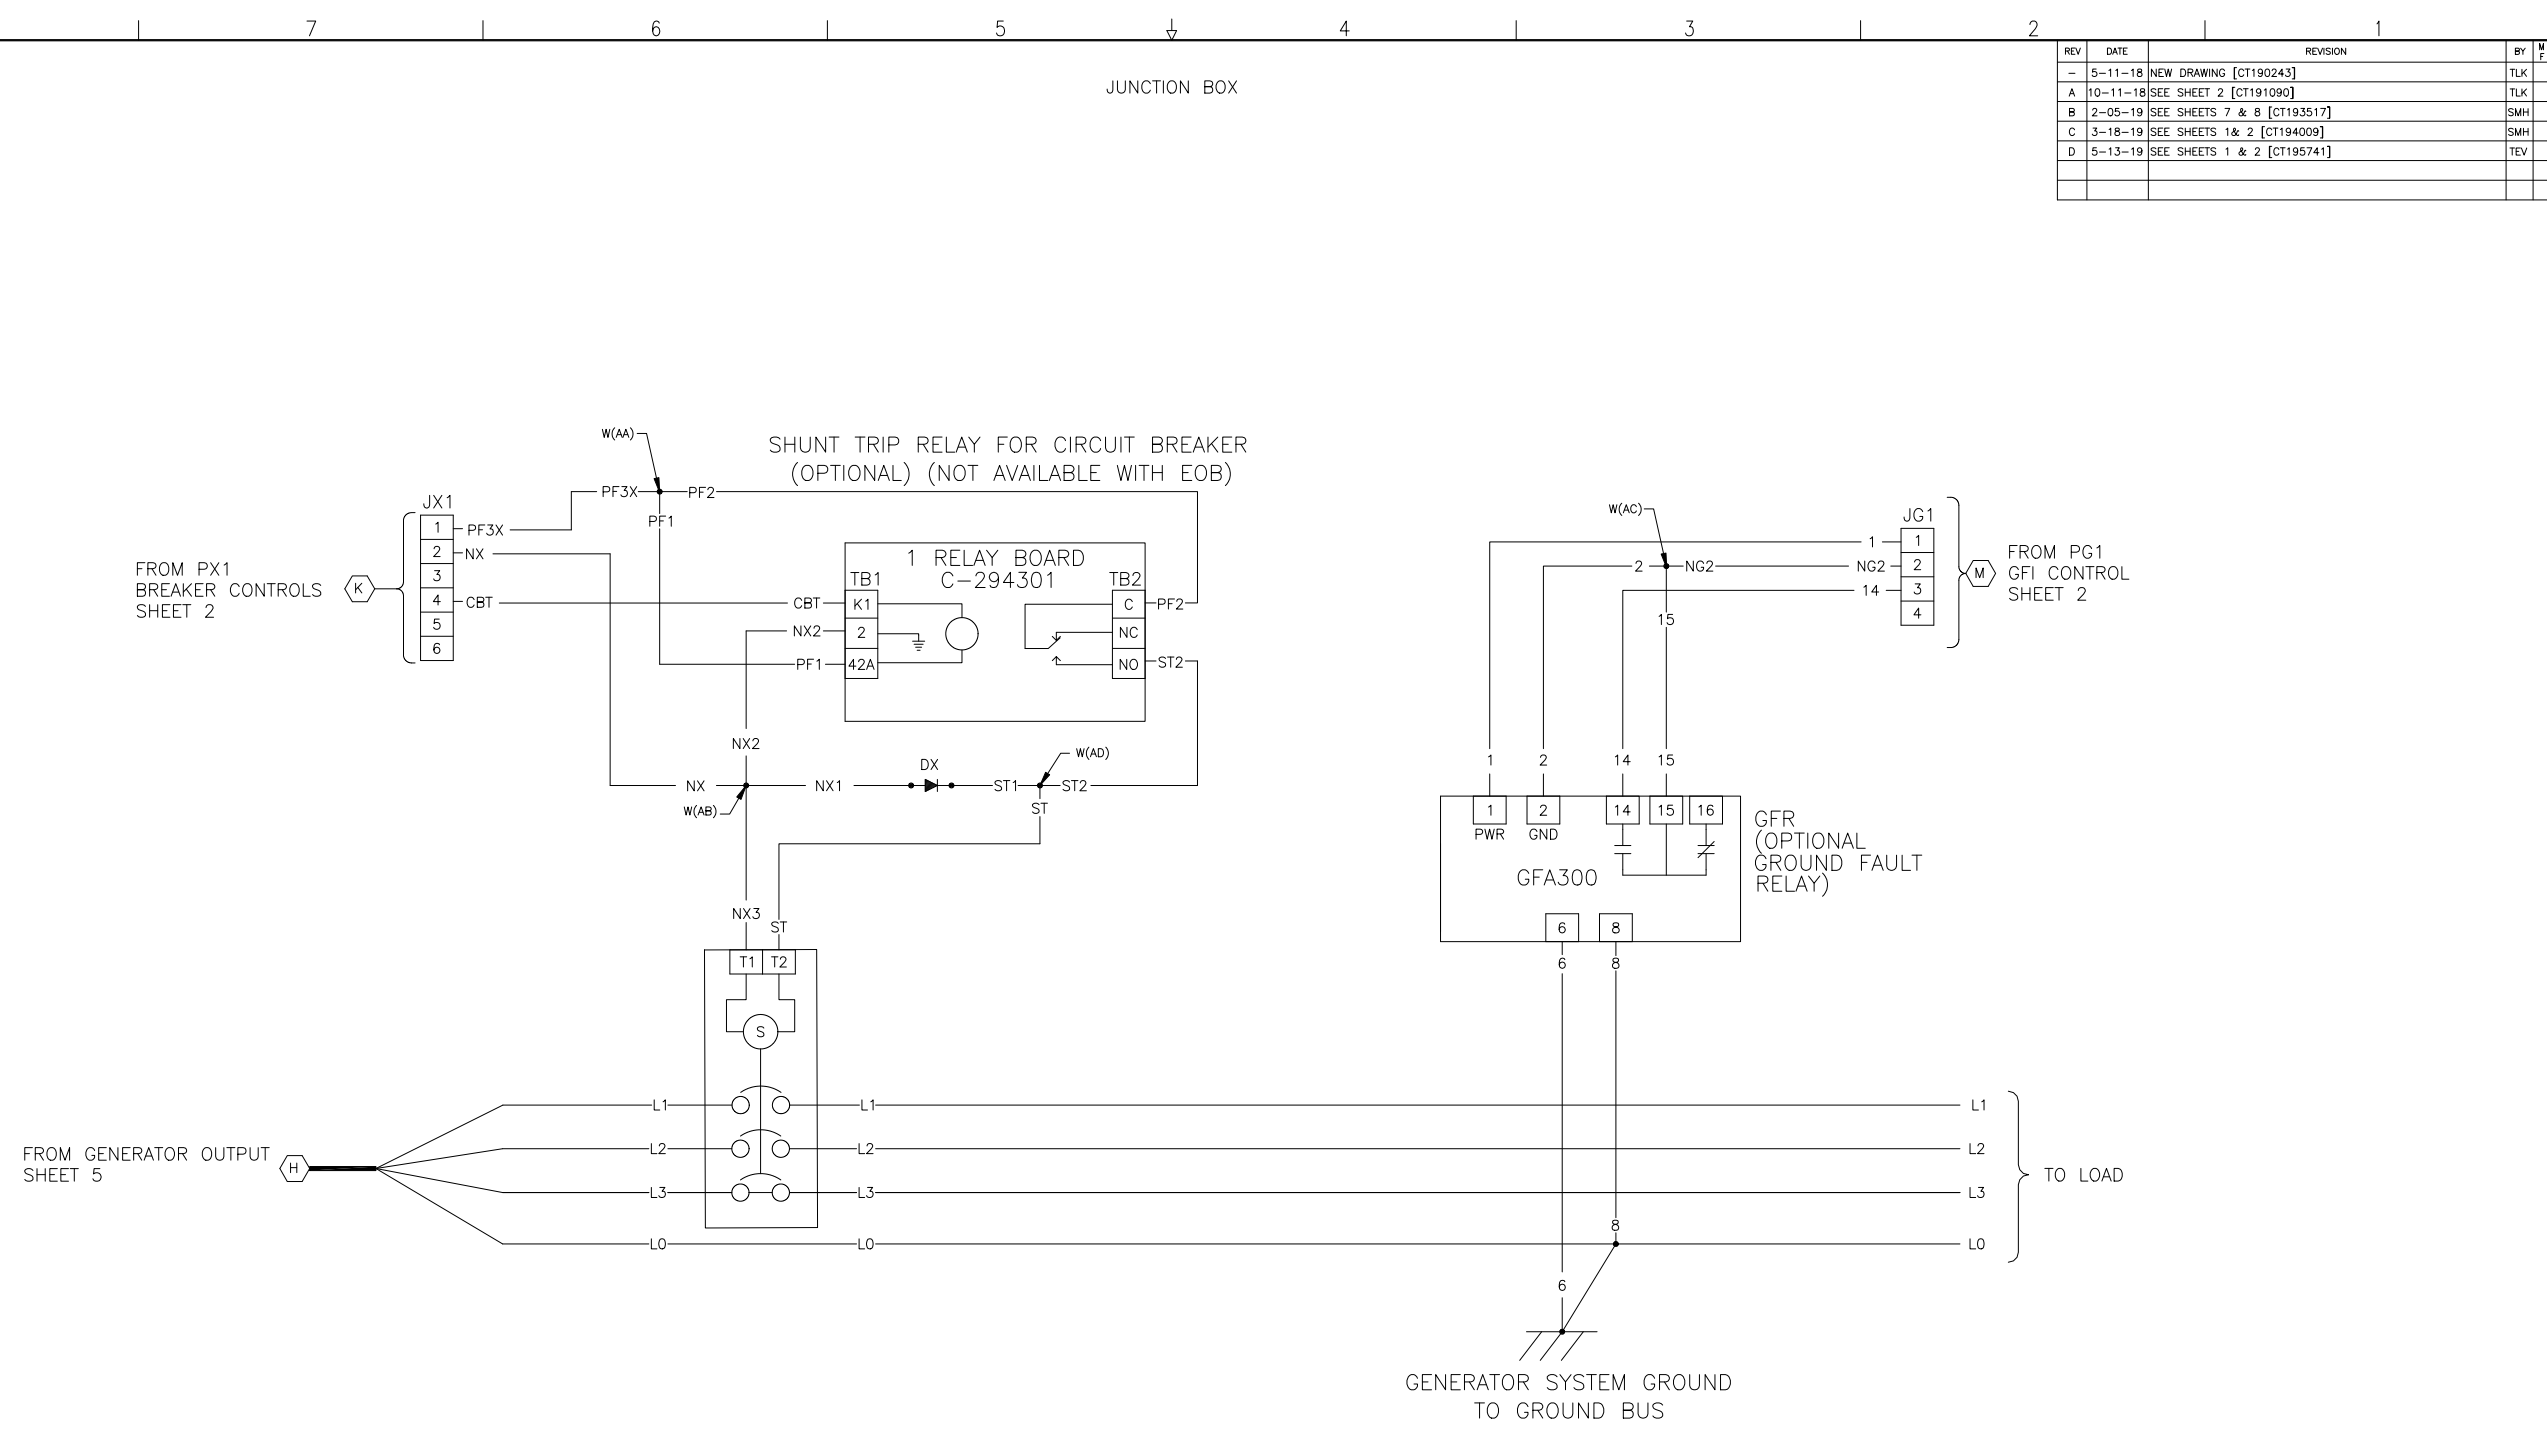 7 6 5 4 3 2 1
REV DATE REVISION BY M F
– 5-11-18 NEW DRAWING [CT190243] TLK
A 10-11-18 SEE SHEET 2 [CT191090] TLK
B 2-05-19 SEE SHEETS 7 & 8 [CT193517] SMH
C 3-18-19 SEE SHEETS 1& 2 [CT194009] SMH
D 5-13-19 SEE SHEETS 1 & 2 [CT195741] TEV
JUNCTION BOX
W(AA)
SHUNT TRIP RELAY FOR CIRCUIT BREAKER
(OPTIONAL) (NOT AVAILABLE WITH EOB)
PF3X PF2
PF1
JX1
1 PF3X
2 NX
3
4 CBT
5
6
FROM PX1
BREAKER CONTROLS
SHEET 2
K
1 RELAY BOARD
C-294301
TB1 TB2
CBT K1 C PF2
NX2 2 NC
PF1 42A NO ST2
NX2
DX
W(AD)
NX NX1 ST1 ST2
W(AB)
ST
NX3
ST
T1 T2
S
W(AC)
JG1
1 1
2 NG2 NG2 2
14 3
4
15
M
FROM PG1
GFI CONTROL
SHEET 2
1 2 14 15
1 2 14 15 16
PWR GND
GFA300
GFR
(OPTIONAL
GROUND FAULT
RELAY)
6 8
6 8
L1 L1 L1
L2 L2 L2
L3 L3 L3
L0 L0 L0
FROM GENERATOR OUTPUT
SHEET 5
H
TO LOAD
8
6
GENERATOR SYSTEM GROUND
TO GROUND BUS